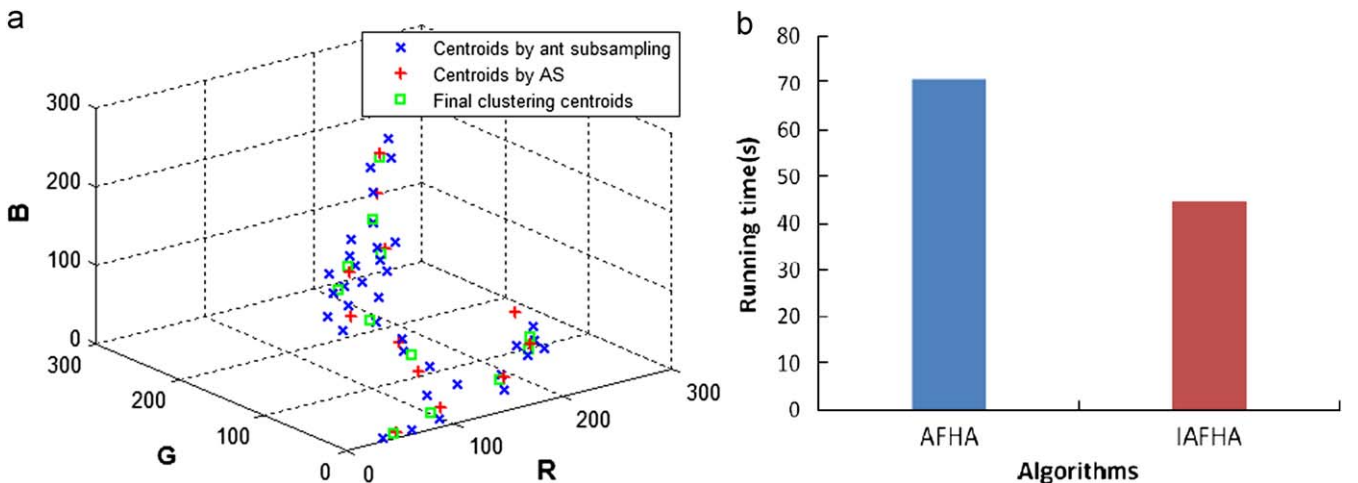 a
Centroids by ant subsampling
Centroids by AS
Final clustering centroids
300
200
100
0
B
300
200
100
0
G
0
100
200
300
R
b
80
70
60
50
40
30
20
10
0
Running time(s)
AFHA
IAFHA
Algorithms